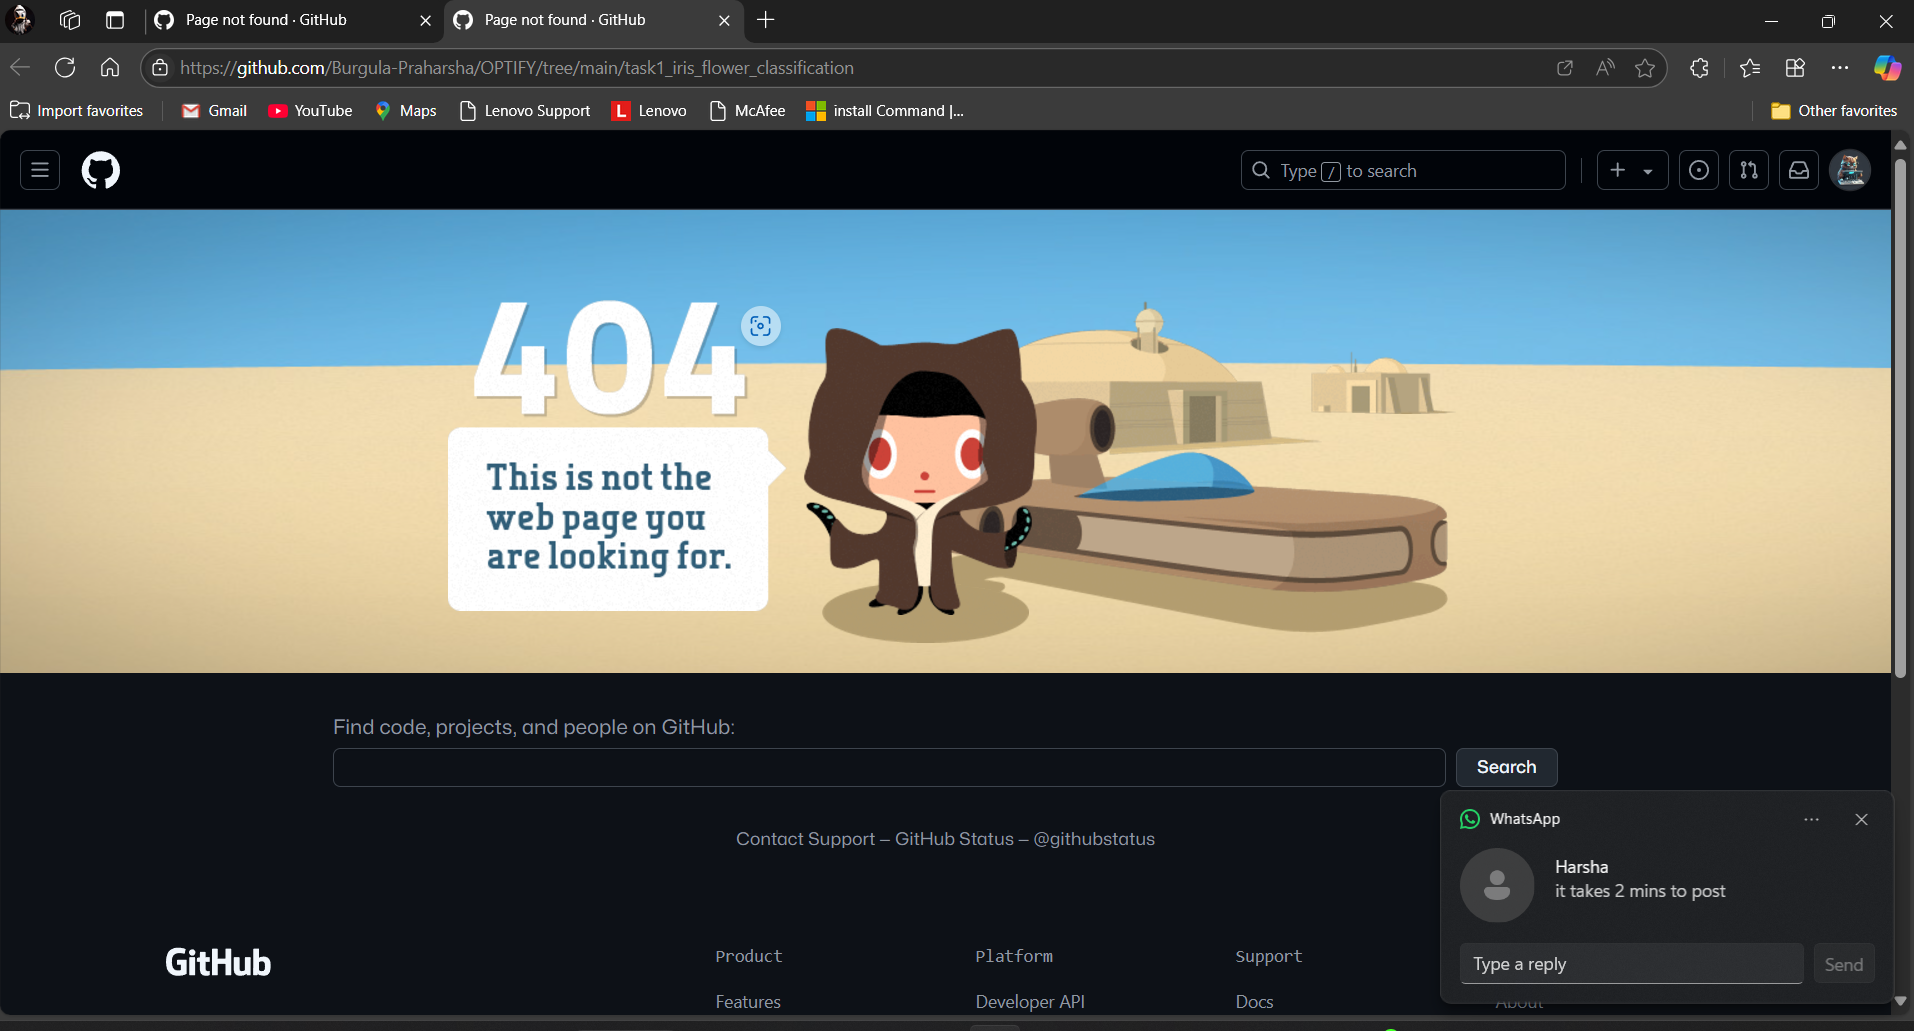 Page not found · GitHub
Page not found · GitHub
https://github.com/Burgula-Praharsha/OPTIFY/tree/main/task1_iris_flower_classification
Import favorites
Gmail
YouTube
Maps
Lenovo Support
L Lenovo
McAfee
install Command |...
Other favorites
Type / to search
404
This is not the
web page you
are looking for.
Find code, projects, and people on GitHub:
Search
Contact Support — GitHub Status — @githubstatus
WhatsApp
Harsha
it takes 2 mins to post
Type a reply
Send
GitHub
Product
Platform
Support
Features
Developer API
Docs
About